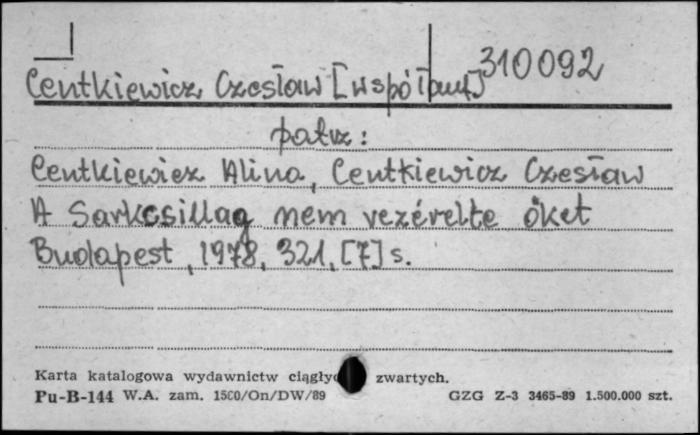 310092
Centkiewicz Czesław [współaut]
patrz:
Centkiewicz Alina, Centkiewicz Czesław
A Sarkcsillag nem vezérelte őket
Budapest, 1978, 321, [7] s.
Karta katalogowa wydawnictw ciągłyc zwartych.
Pu-B-144 W.A. zam. 1500/On/DW/89 GZG Z-3 3465-89 1.500.000 szt.